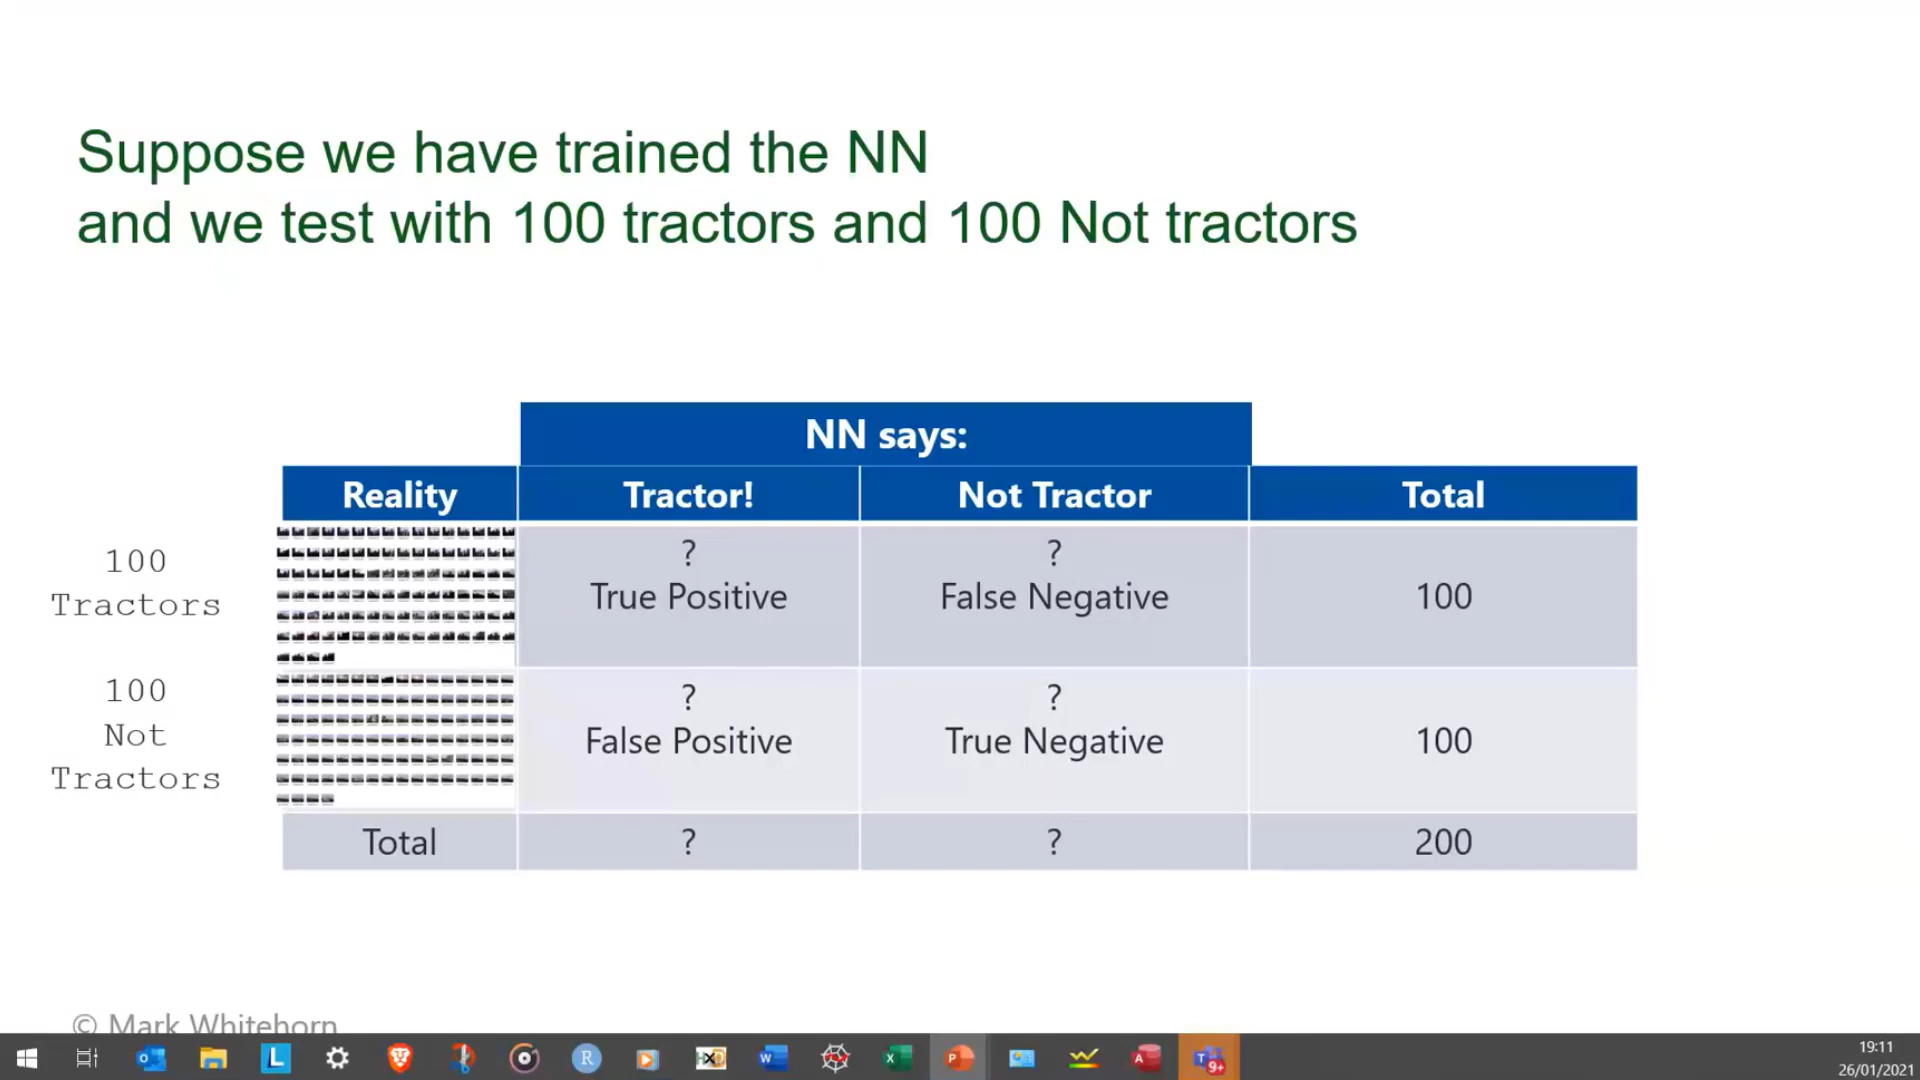 Suppose we have trained the NN
and we test with 100 tractors and 100 Not tractors
NN says:
Reality Tractor! Not Tractor Total
100
Tractors
? ?
True Positive False Negative 100
100
Not
Tractors
? ?
False Positive True Negative 100
Total ? ? 200
© Mark Whitehorn
19:11
26/01/2021
L
R
W
X
P
A
T
9+